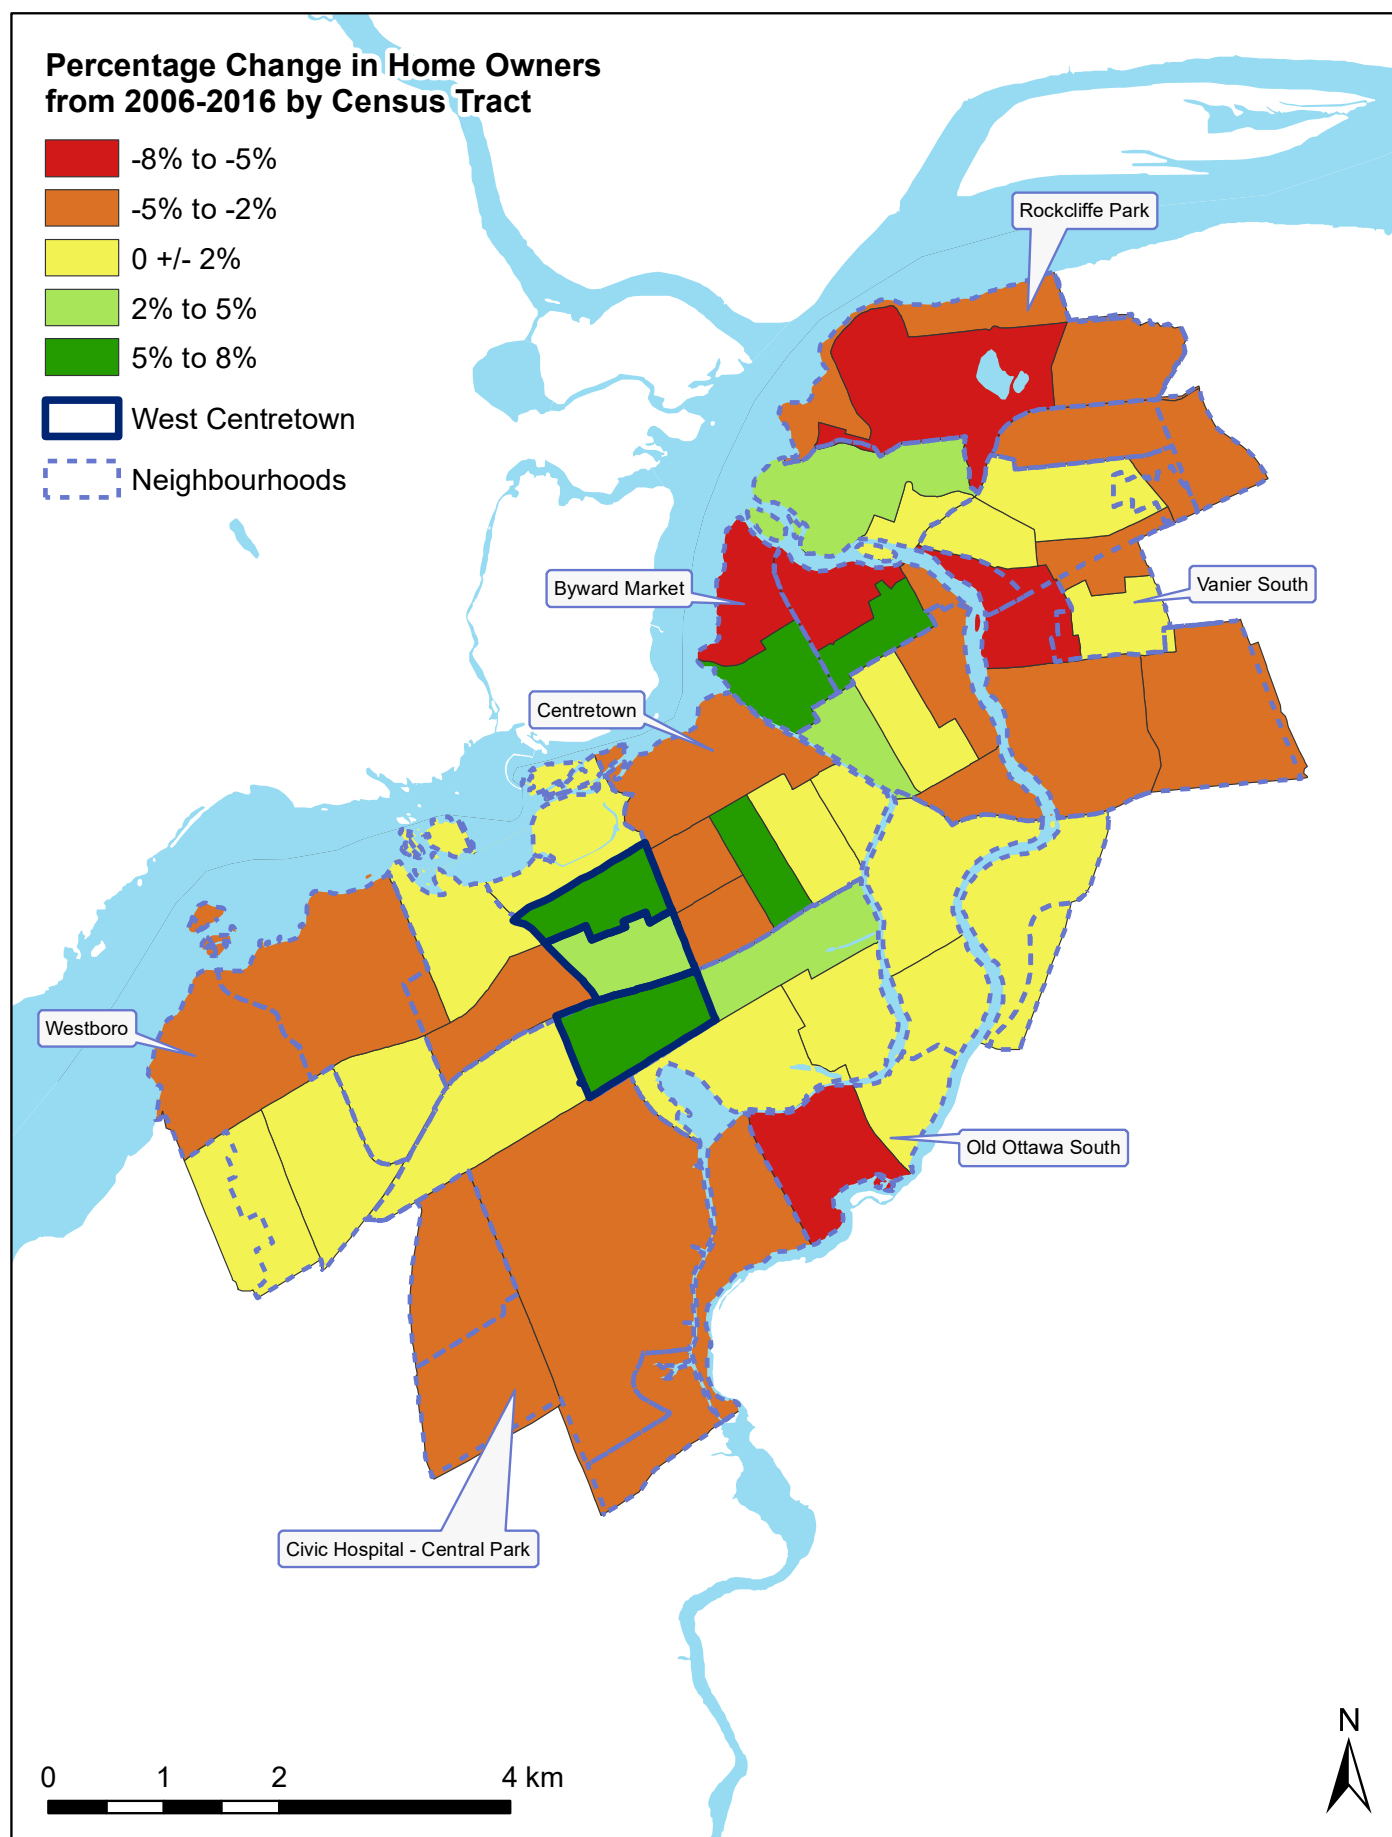 Percentage Change in Home Owners
from 2006-2016 by Census Tract
-8% to -5%
-5% to -2%
0 +/- 2%
2% to 5%
5% to 8%
West Centretown
Neighbourhoods
Rockcliffe Park
Byward Market
Vanier South
Centretown
Westboro
Old Ottawa South
Civic Hospital - Central Park
N
0 1 2 4 km